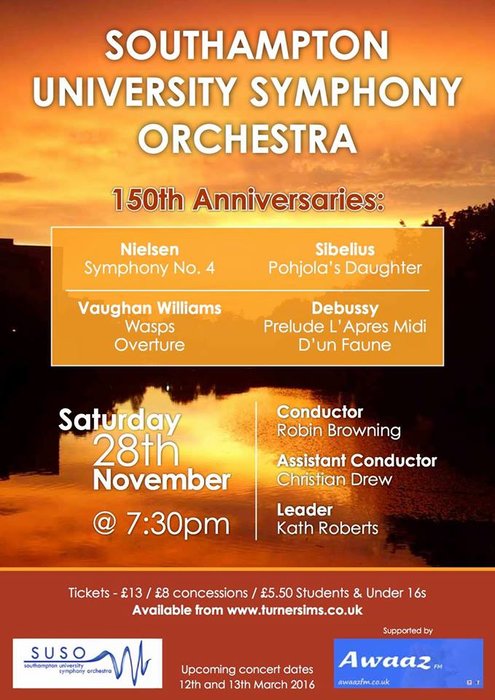 SOUTHAMPTON
UNIVERSITY SYMPHONY
ORCHESTRA
150th Anniversaries:
Nielsen
Symphony No. 4
Sibelius
Pohjola's Daughter
Vaughan Williams
Wasps
Overture
Debussy
Prelude L'Apres Midi
D'un Faune
Saturday
28th
November
@ 7:30pm
Conductor
Robin Browning
Assistant Conductor
Christian Drew
Leader
Kath Roberts
Tickets - £13 / £8 concessions / £5.50 Students & Under 16s
Available from www.turnersims.co.uk
SUSO
southampton university
symphony orchestra
Upcoming concert dates
12th and 13th March 2016
Supported by
Awaaz FM
awaazfm.co.uk